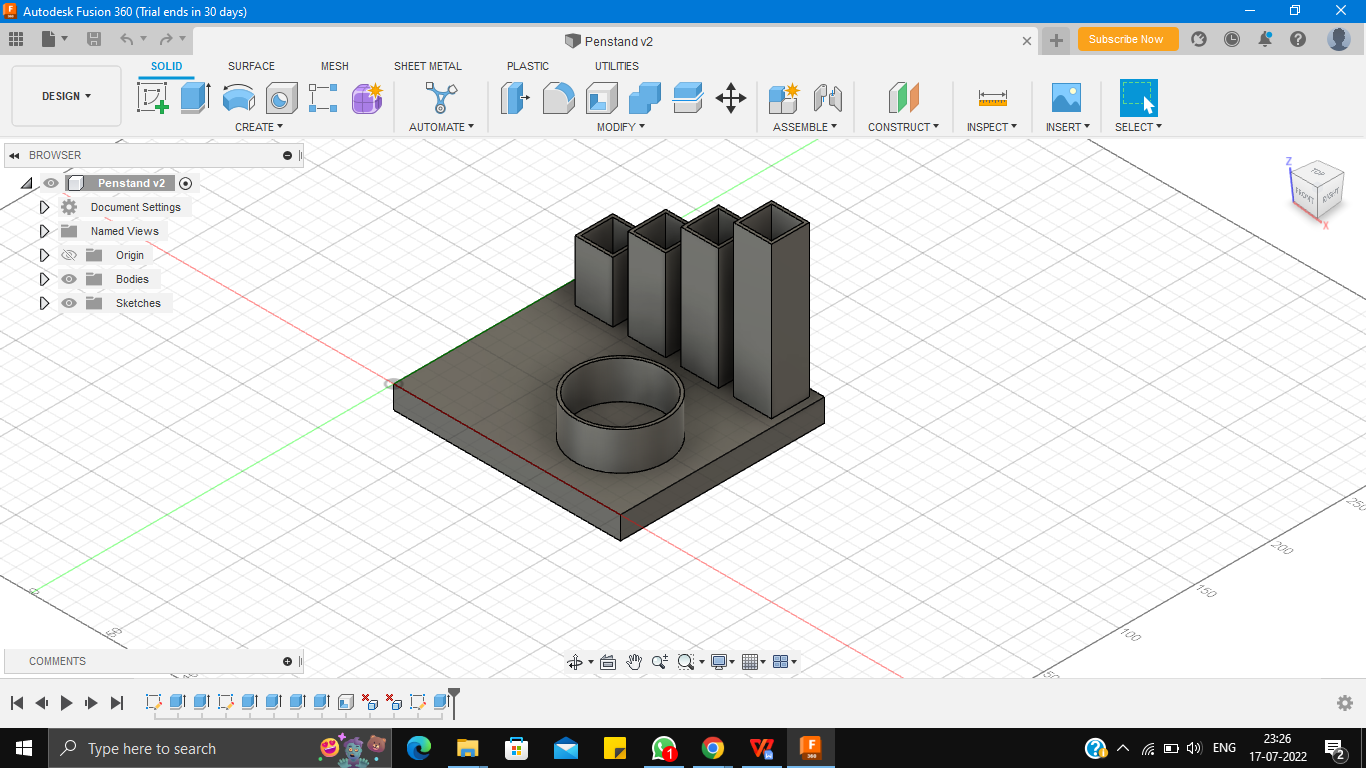 Autodesk Fusion 360 (Trial ends in 30 days)
Penstand v2
Subscribe Now
SOLID SURFACE MESH SHEET METAL PLASTIC UTILITIES
DESIGN
CREATE AUTOMATE MODIFY ASSEMBLE CONSTRUCT INSPECT INSERT SELECT
BROWSER
Penstand v2
Document Settings
Named Views
Origin
Bodies
Sketches
Z
TOP
FRONT
RIGHT
X
250
200
150
100
50
0
50
COMMENTS
Type here to search
1
F
360
ENG
23:26
17-07-2022
2